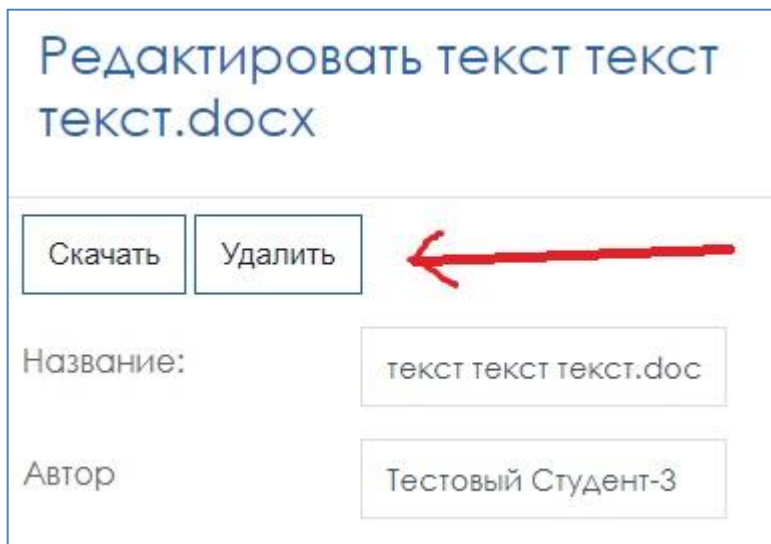 Редактировать текст текст
текст.docx
Скачать Удалить
Название: текст текст текст.doc
Автор Тестовый Студент-3